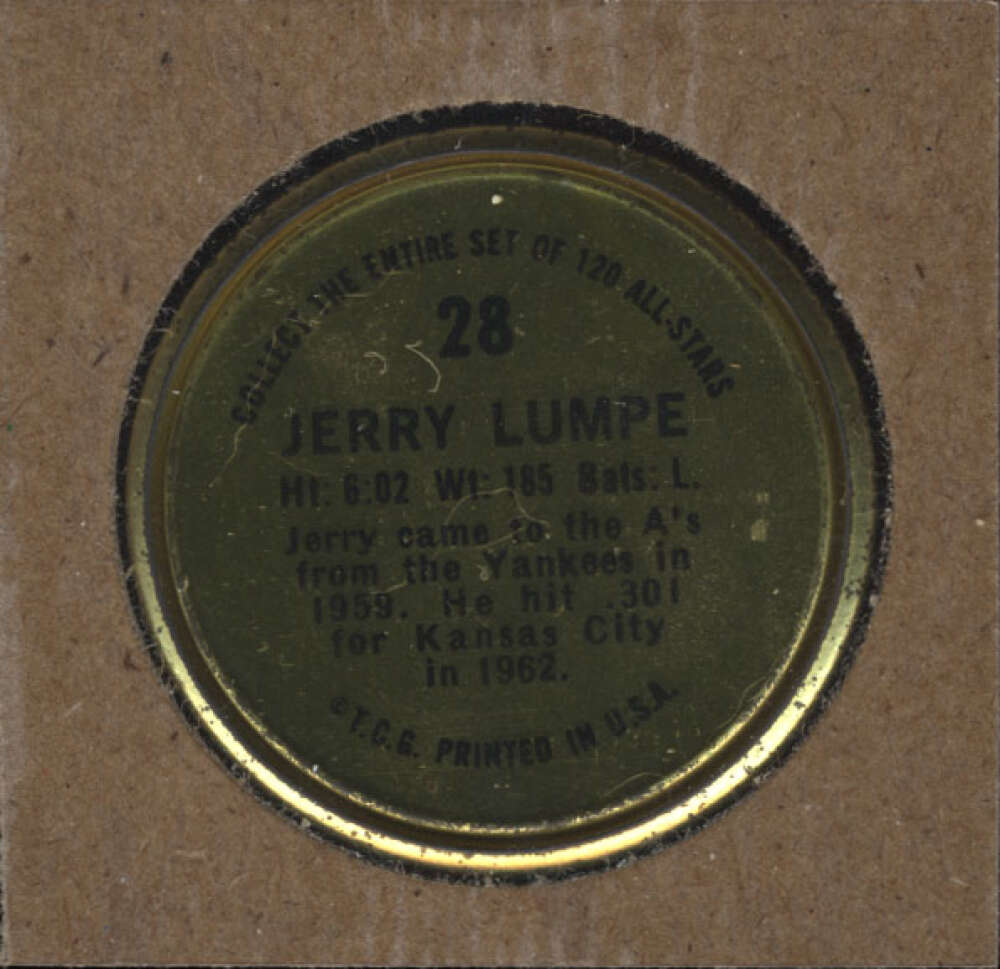 COLLECT THE ENTIRE SET OF 120 ALL-STARS
28
JERRY LUMPE
Ht: 6:02 Wt: 185 Bats: L.
Jerry came to the A's
from the Yankees in
1959. He hit .301
for Kansas City
in 1962.
©T.C.G. PRINTED IN U.S.A.